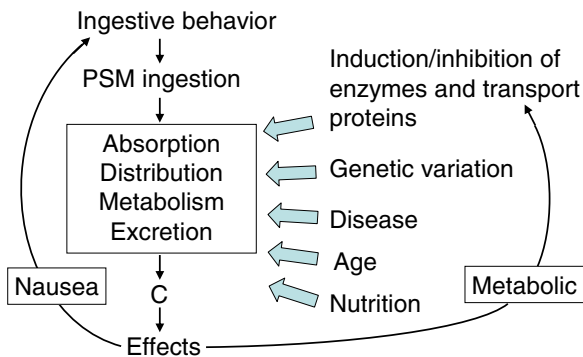 Ingestive behavior
PSM ingestion
Absorption
Distribution
Metabolism
Excretion
C
Effects
Nausea
Induction/inhibition of
enzymes and transport
proteins
Genetic variation
Disease
Age
Nutrition
Metabolic